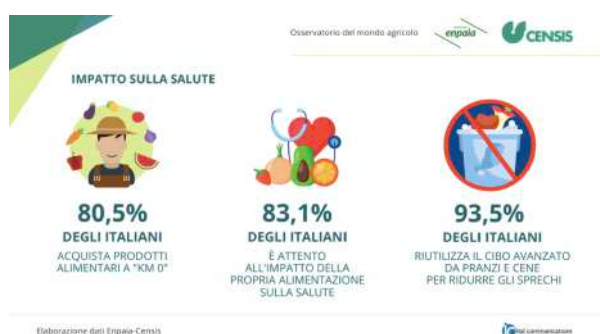 Osservatorio del mondo agricolo
enpaia
CENSIS
IMPATTO SULLA SALUTE
80,5%
DEGLI ITALIANI
ACQUISTA PRODOTTI
ALIMENTARI A "KM 0"
83,1%
DEGLI ITALIANI
È ATTENTO
ALL'IMPATTO DELLA
PROPRIA ALIMENTAZIONE
SULLA SALUTE
93,5%
DEGLI ITALIANI
RIUTILIZZA IL CIBO AVANZATO
DA PRANZI E CENE
PER RIDURRE GLI SPRECHI
Elaborazione dati Enpaia-Censis